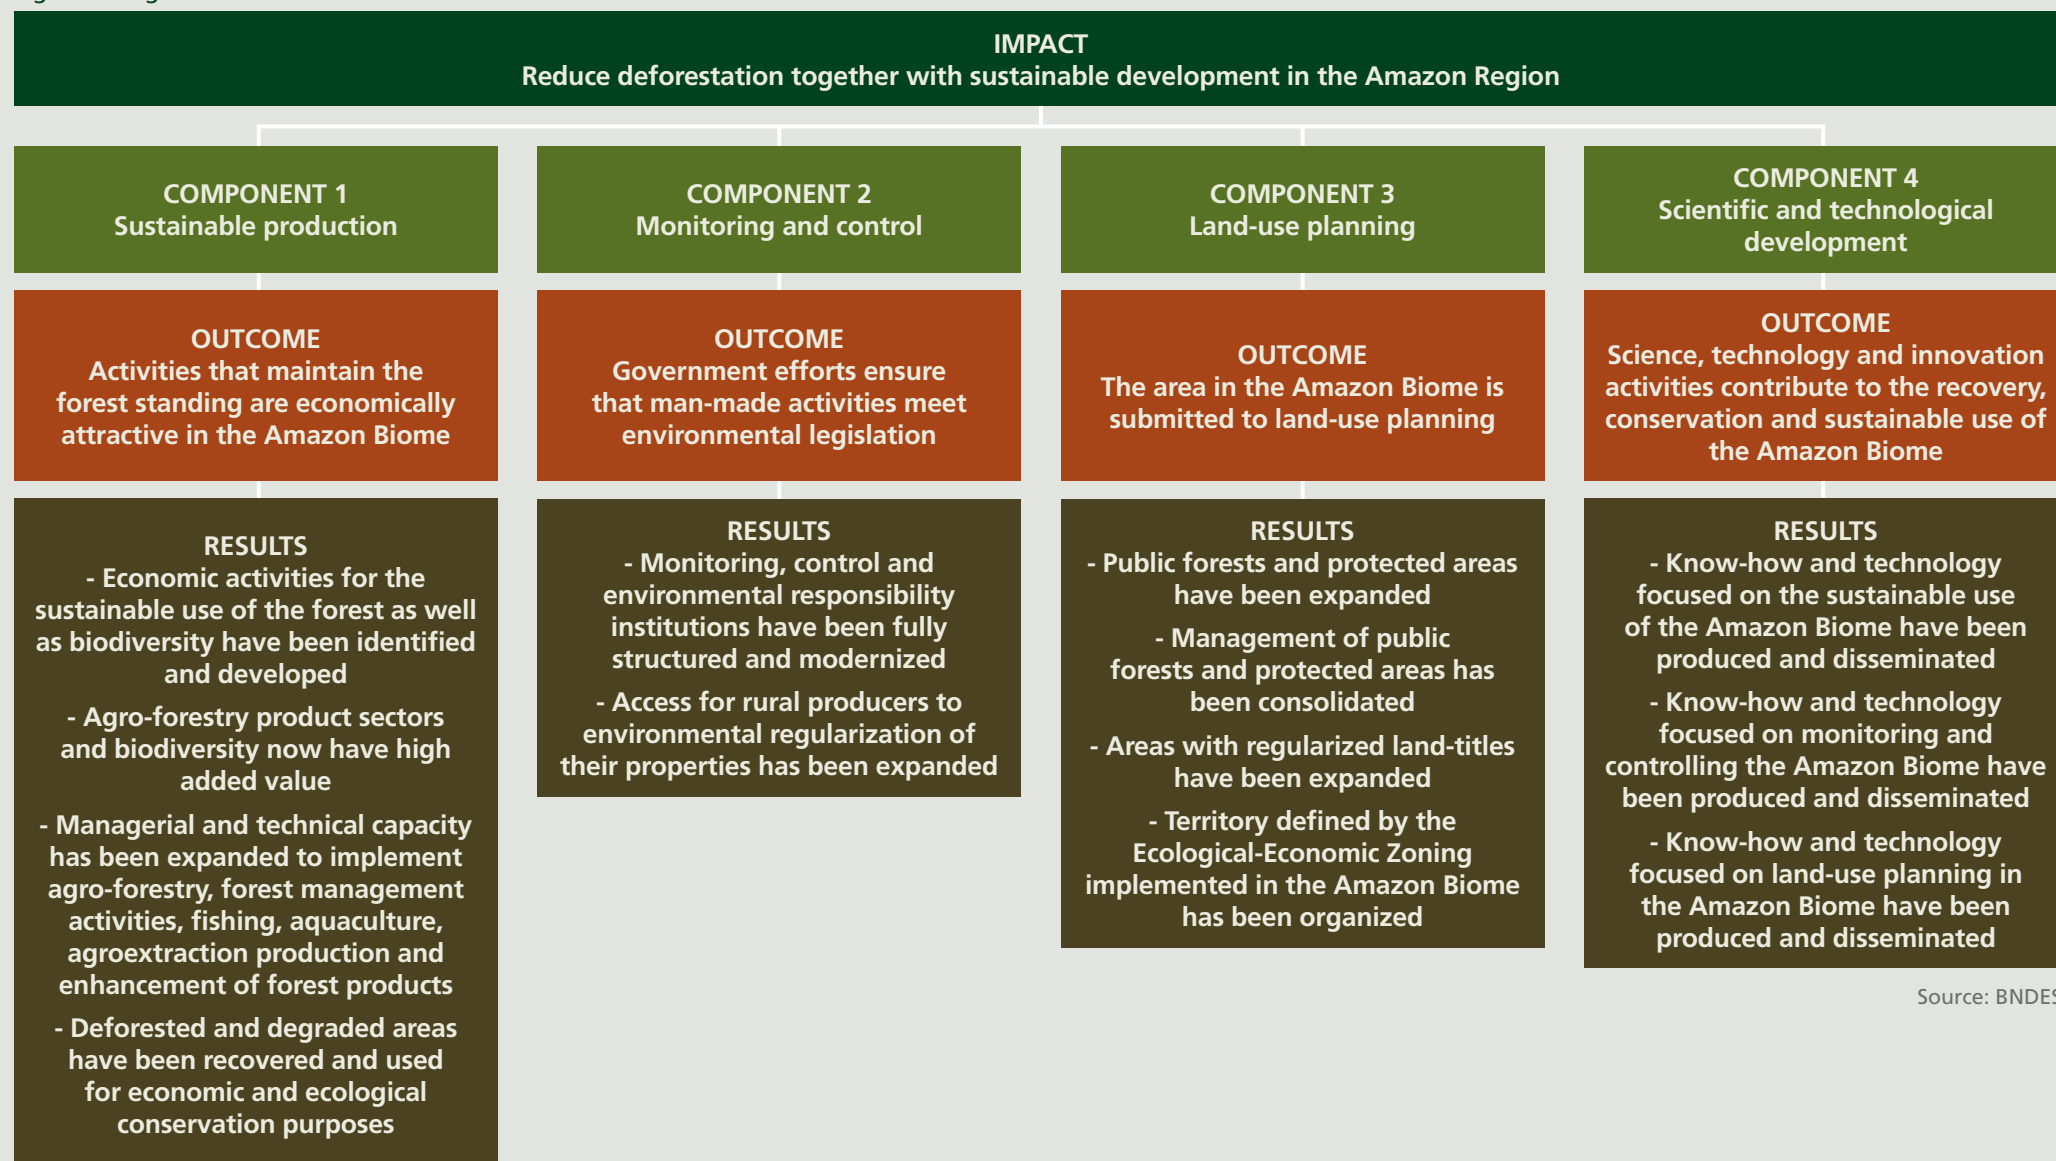 IMPACT
Reduce deforestation together with sustainable development in the Amazon Region
COMPONENT 1
Sustainable production
OUTCOME
Activities that maintain the
forest standing are economically
attractive in the Amazon Biome
RESULTS
- Economic activities for the
sustainable use of the forest as well
as biodiversity have been identified
and developed
- Agro-forestry product sectors
and biodiversity now have high
added value
- Managerial and technical capacity
has been expanded to implement
agro-forestry, forest management
activities, fishing, aquaculture,
agroextraction production and
enhancement of forest products
- Deforested and degraded areas
have been recovered and used
for economic and ecological
conservation purposes
COMPONENT 2
Monitoring and control
OUTCOME
Government efforts ensure
that man-made activities meet
environmental legislation
RESULTS
- Monitoring, control and
environmental responsibility
institutions have been fully
structured and modernized
- Access for rural producers to
environmental regularization of
their properties has been expanded
COMPONENT 3
Land-use planning
OUTCOME
The area in the Amazon Biome is
submitted to land-use planning
RESULTS
- Public forests and protected areas
have been expanded
- Management of public
forests and protected areas has
been consolidated
- Areas with regularized land-titles
have been expanded
- Territory defined by the
Ecological-Economic Zoning
implemented in the Amazon Biome
has been organized
COMPONENT 4
Scientific and technological
development
OUTCOME
Science, technology and innovation
activities contribute to the recovery,
conservation and sustainable use of
the Amazon Biome
RESULTS
- Know-how and technology
focused on the sustainable use
of the Amazon Biome have been
produced and disseminated
- Know-how and technology
focused on monitoring and
controlling the Amazon Biome have
been produced and disseminated
- Know-how and technology
focused on land-use planning in
the Amazon Biome have been
produced and disseminated
Source: BNDES